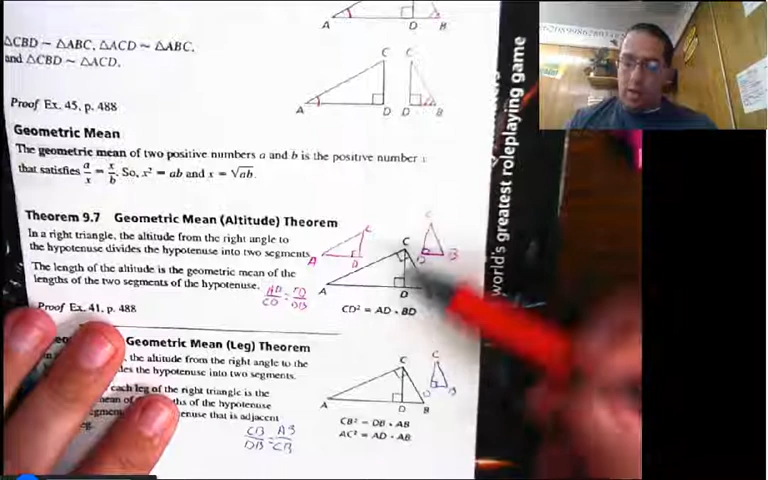 A D B
△CBD ~ △ABC, △ACD ~ △ABC,
and △CBD ~ △ACD.
C C
A D D B
Proof Ex. 45, p. 488
Geometric Mean
The geometric mean of two positive numbers a and b is the positive number x
that satisfies a/x = x/b. So, x² = ab and x = √ab.
Theorem 9.7 Geometric Mean (Altitude) Theorem
In a right triangle, the altitude from the right angle to
the hypotenuse divides the hypotenuse into two segments.
The length of the altitude is the geometric mean of the
lengths of the two segments of the hypotenuse.
AD/CD = CD/DB
C
A D
C
A D
C
D B
CD² = AD • BD
Proof Ex. 41, p. 488
Geometric Mean (Leg) Theorem
the altitude from the right angle to the
the hypotenuse into two segments.
each leg of the right triangle is the
of the hypotenuse
that is adjacent
CB/DB = AB/CB
C
A D B
C
D B
CB² = DB • AB
AC² = AD • AB
world's greatest roleplaying game